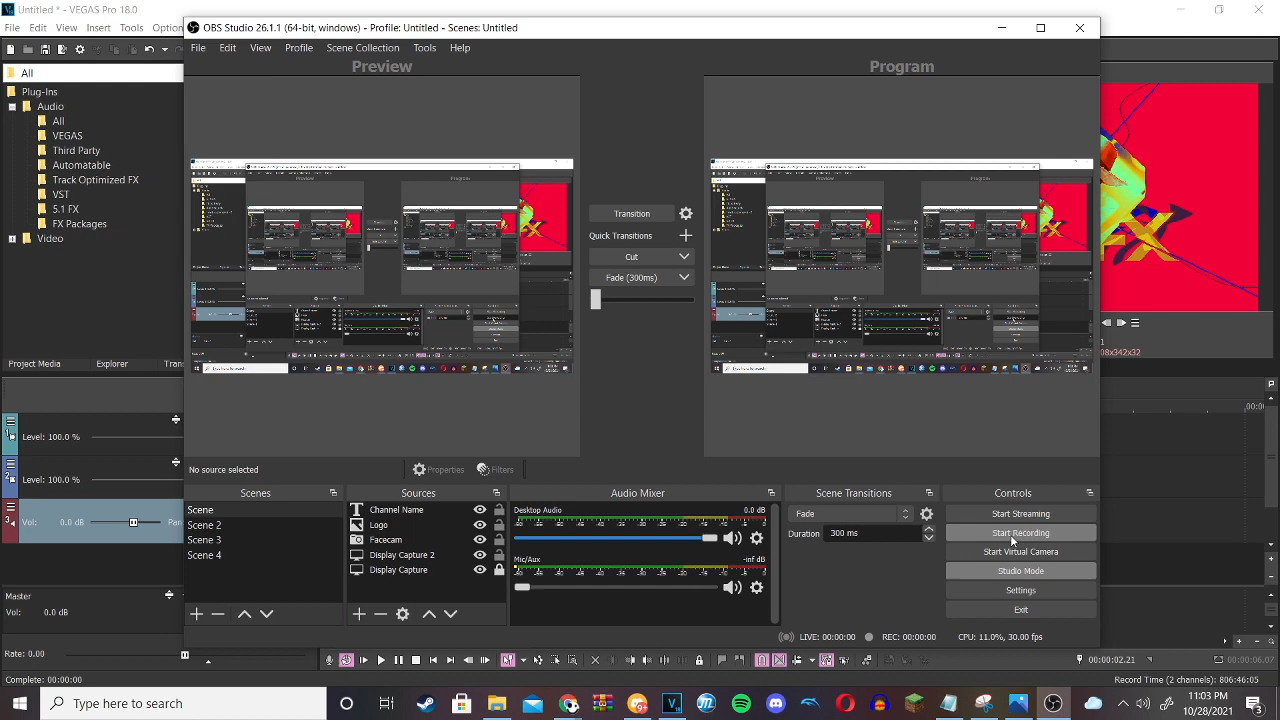 Untitled * - VEGAS Pro 18.0
File Edit View Insert Tools Option
All
Plug-Ins
Audio
All
VEGAS
Third Party
Automatable
Track Optimized FX
VST
5.1 FX
FX Packages
Video
Project Media Explorer Trans
Level: 100.0 %
Level: 100.0 %
Vol: 0.0 dB Pan
Master
Vol: 0.0 dB
Rate: 0.00
Complete: 00:00:00
OBS Studio 26.1.1 (64-bit, windows) - Profile: Untitled - Scenes: Untitled
File Edit View Profile Scene Collection Tools Help
Preview Program
Transition
Quick Transitions
Cut
Fade (300ms)
No source selected Properties Filters
Scenes Sources Audio Mixer Scene Transitions Controls
Scene
Scene 2
Scene 3
Scene 4
Channel Name
Logo
Facecam
Display Capture 2
Display Capture
Desktop Audio 0.0 dB
Mic/Aux -inf dB
Fade
Duration 300 ms
Start Streaming
Start Recording
Start Virtual Camera
Studio Mode
Settings
Exit
LIVE: 00:00:00 REC: 00:00:00 CPU: 11.0%, 30.00 fps
00:00:02.21 00:00:06.07
Record Time (2 channels): 806:46:05
Type here to search
11:03 PM
10/28/2021